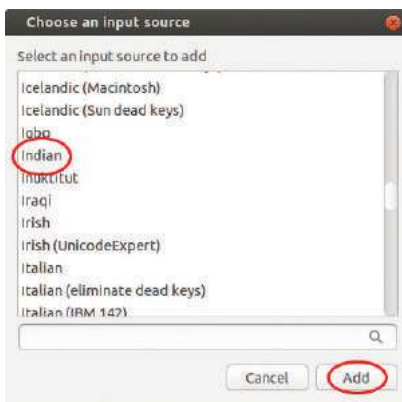 Choose an input source
Select an input source to add
Icelandic (Macintosh)
Icelandic (Sun dead keys)
Igbo
Indian
Inuktitut
Iraqi
Irish
Irish (UnicodeExpert)
Italian
Italian (eliminate dead keys)
Italian (IBM 142)
Cancel
Add